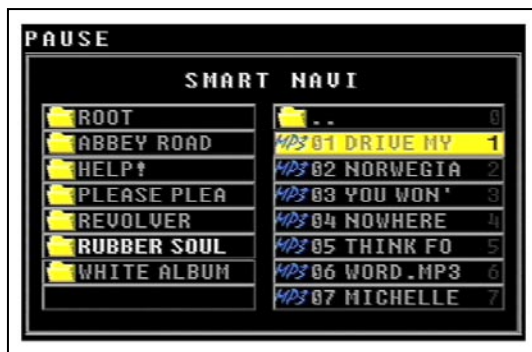 PAUSE
SMART NAVI
ROOT
ABBEY ROAD
HELP!
PLEASE PLEA
REVOLVER
RUBBER SOUL
WHITE ALBUM
.. 0
MP3 01 DRIVE MY 1
MP3 02 NORWEGIA 2
MP3 03 YOU WON' 3
MP3 04 NOWHERE 4
MP3 05 THINK FO 5
MP3 06 WORD.MP3 6
MP3 07 MICHELLE 7